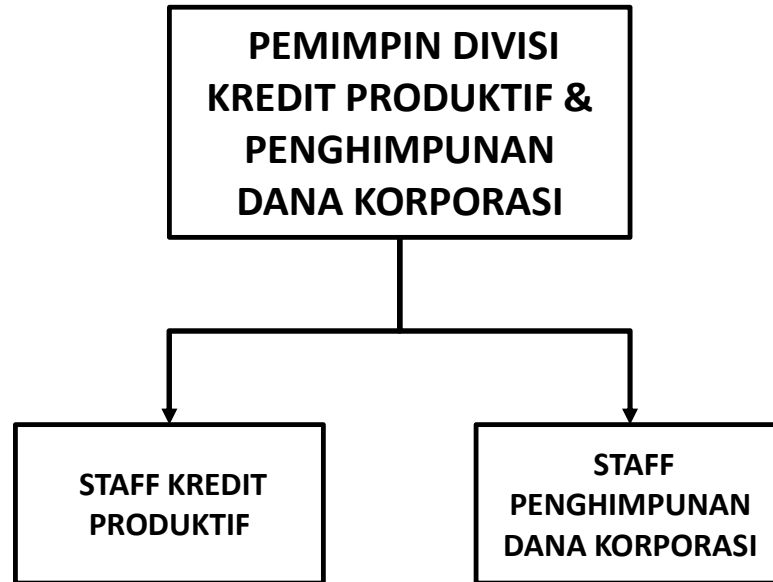 PEMIMPIN DIVISI
KREDIT PRODUKTIF &
PENGHIMPUNAN
DANA KORPORASI
STAFF KREDIT
PRODUKTIF
STAFF
PENGHIMPUNAN
DANA KORPORASI